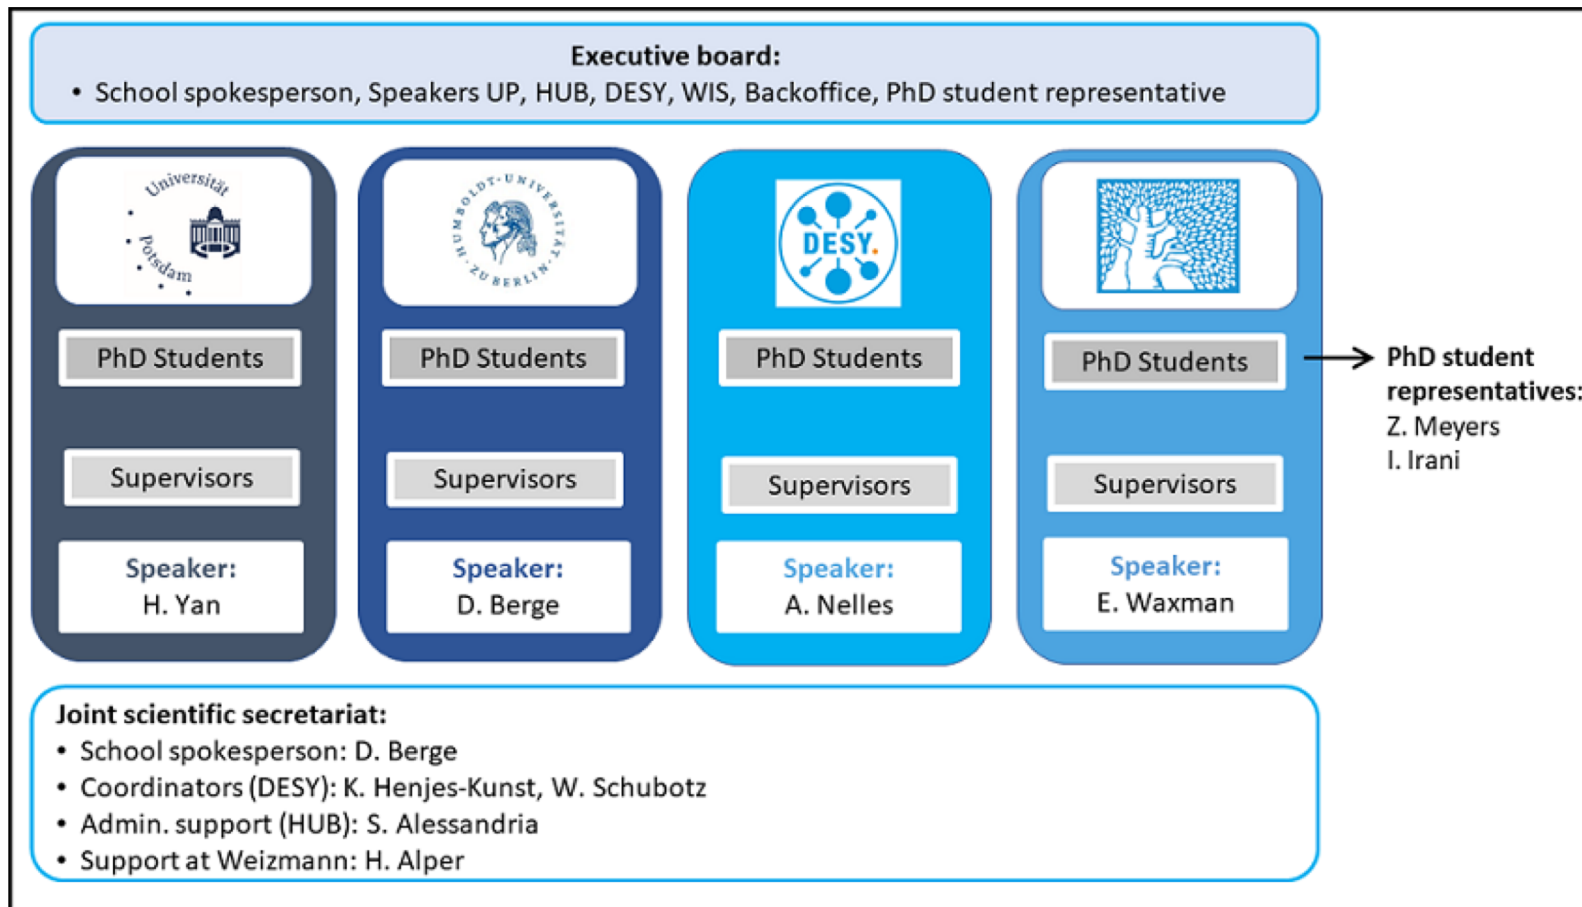 Executive board:
• School spokesperson, Speakers UP, HUB, DESY, WIS, Backoffice, PhD student representative
Universität
Potsdam
HUMBOLDT-UNIVERSITÄT
ZU BERLIN
DESY.
PhD Students
PhD Students
PhD Students
PhD Students
PhD student
representatives:
Z. Meyers
I. Irani
Supervisors
Supervisors
Supervisors
Supervisors
Speaker:
H. Yan
Speaker:
D. Berge
Speaker:
A. Nelles
Speaker:
E. Waxman
Joint scientific secretariat:
• School spokesperson: D. Berge
• Coordinators (DESY): K. Henjes-Kunst, W. Schubotz
• Admin. support (HUB): S. Alessandria
• Support at Weizmann: H. Alper